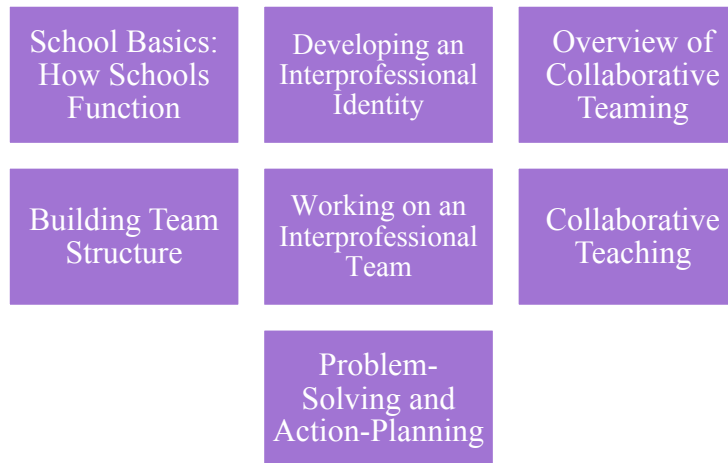 School Basics:
How Schools
Function
Developing an
Interprofessional
Identity
Overview of
Collaborative
Teaming
Building Team
Structure
Working on an
Interprofessional
Team
Collaborative
Teaching
Problem-
Solving and
Action-Planning